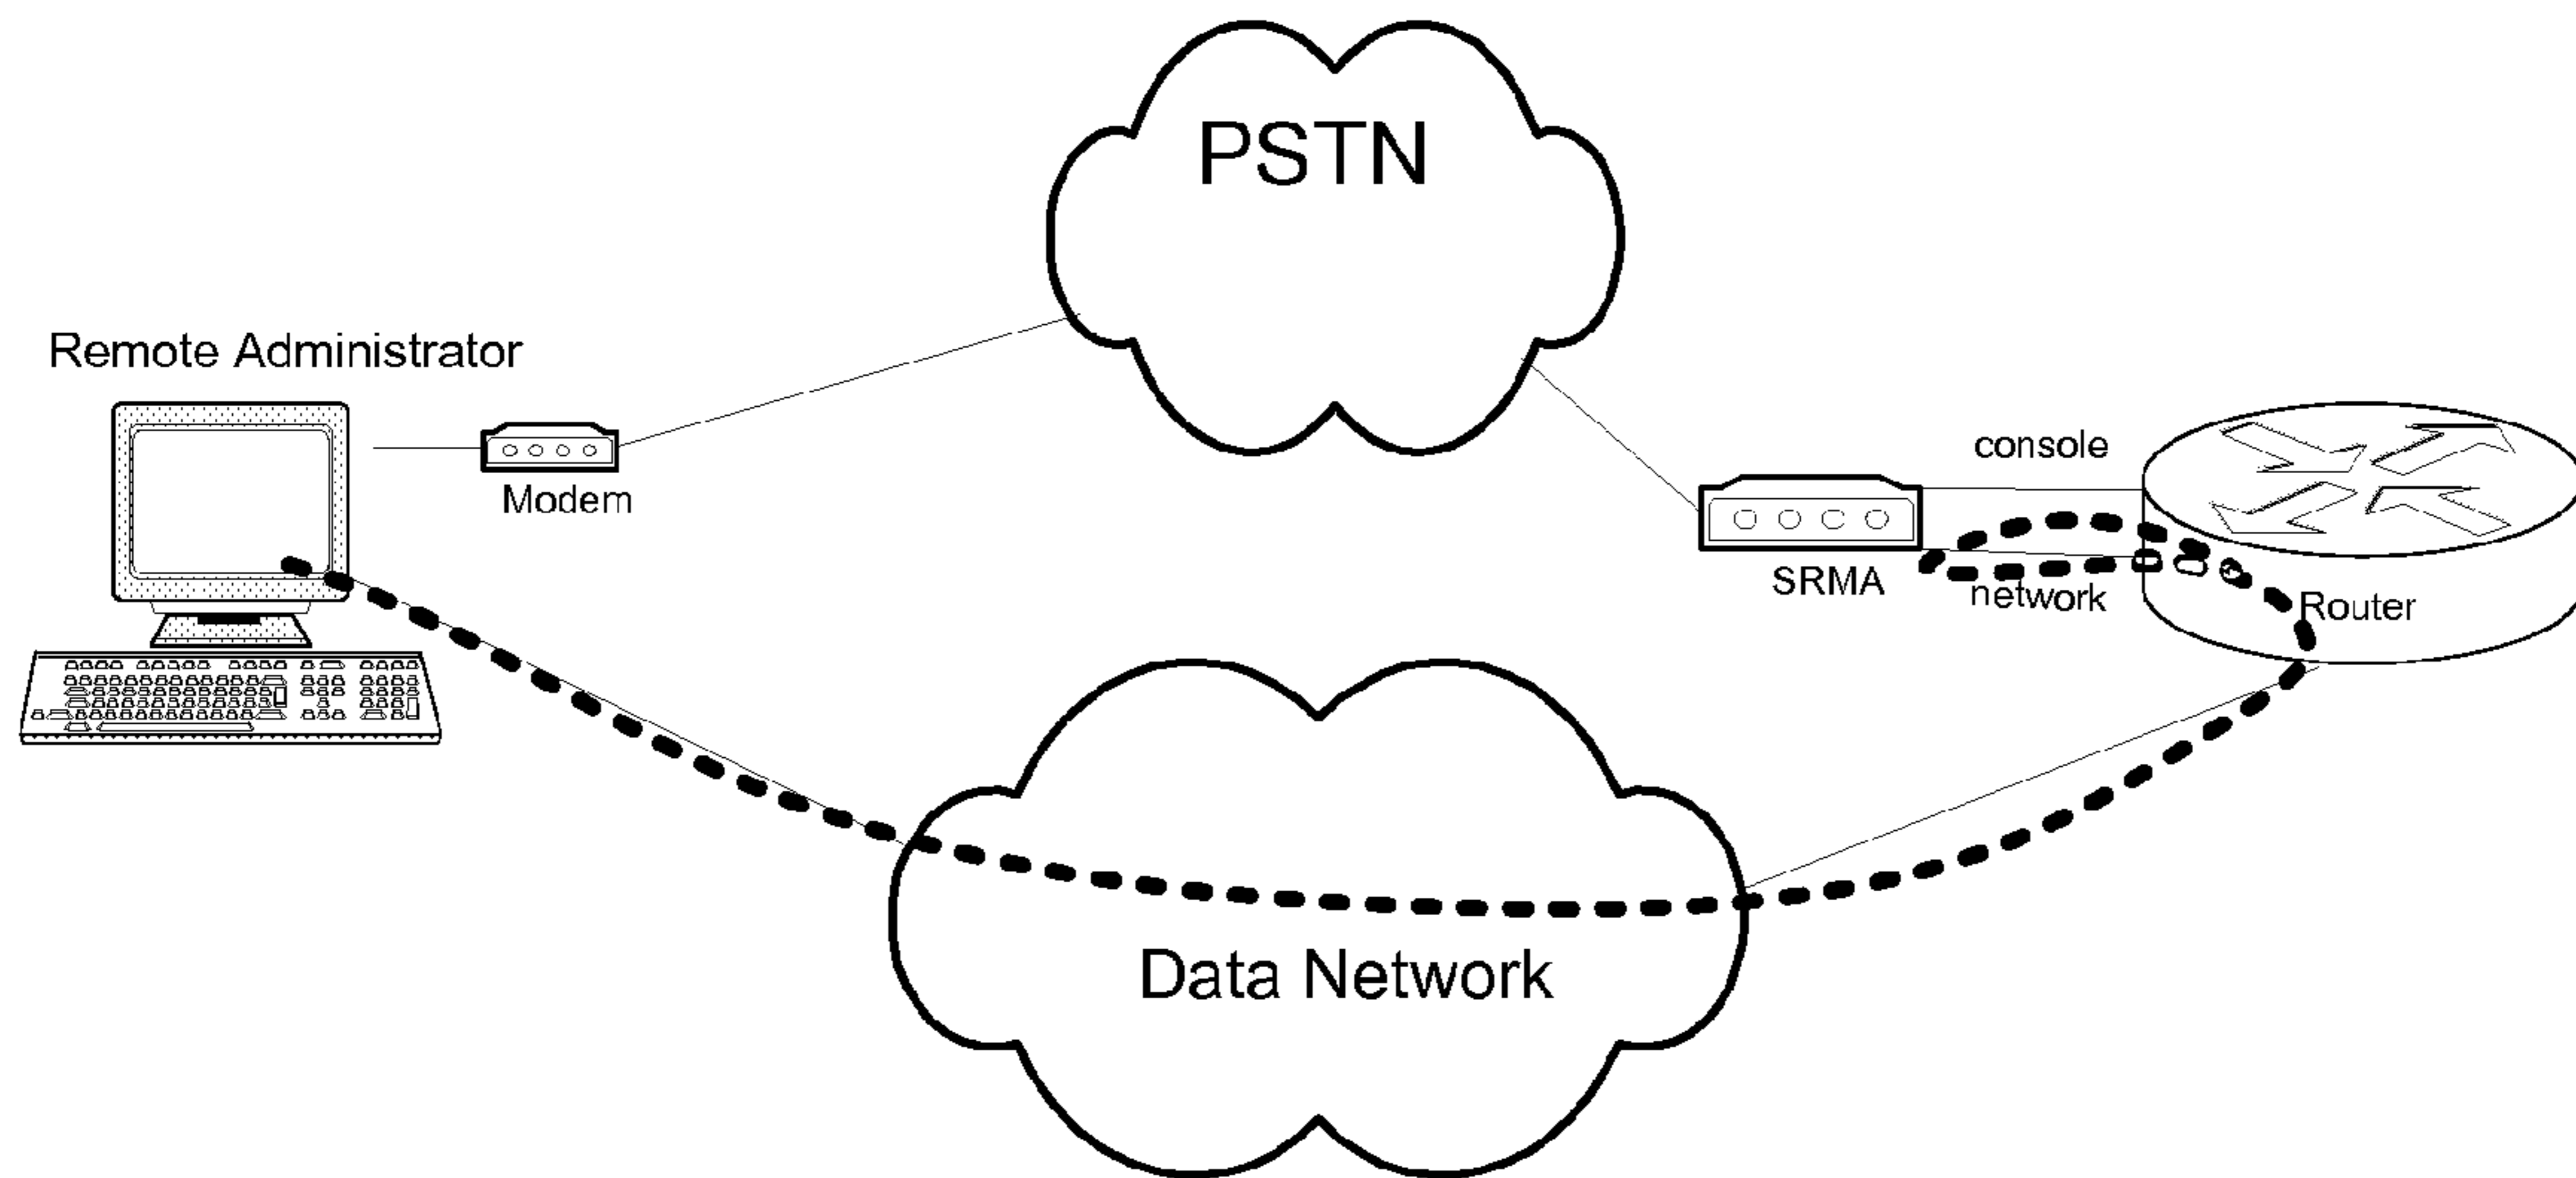 PSTN
Remote Administrator
Modem
console
SRMA
network
Router
Data Network